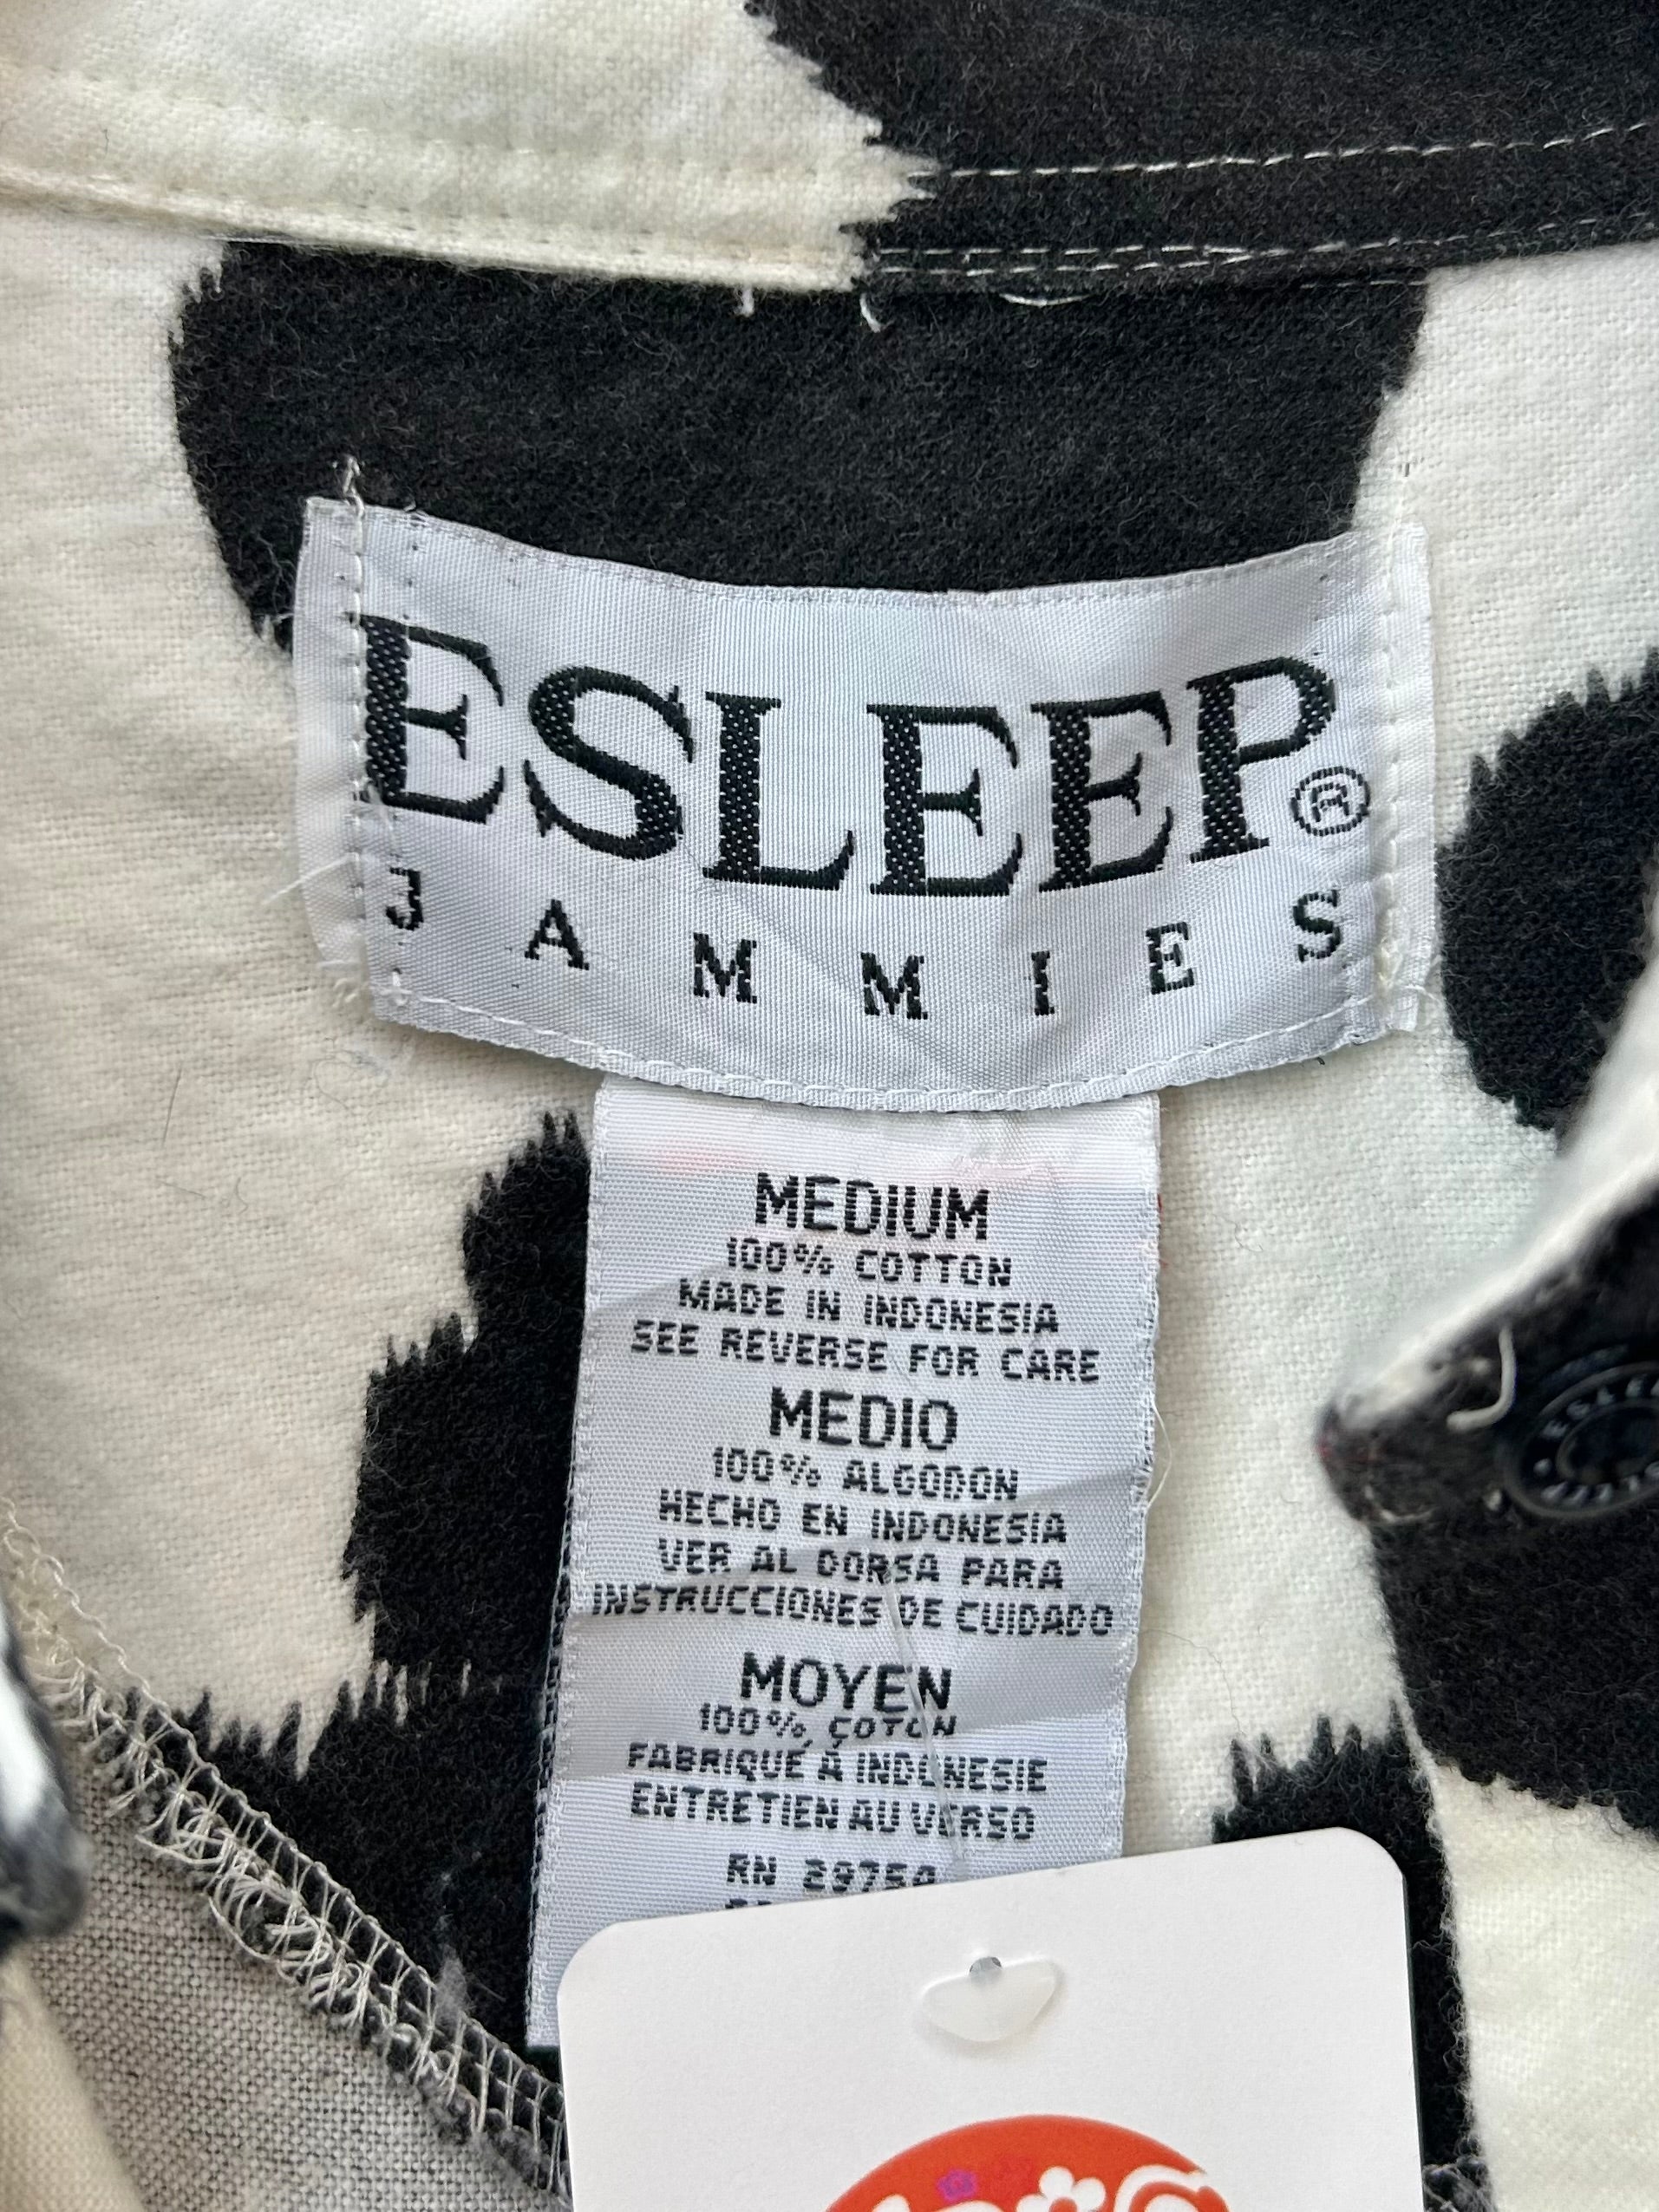 ESLEEP®
JAMMIES
MEDIUM
100% COTTON
MADE IN INDONESIA
SEE REVERSE FOR CARE
MEDIO
100% ALGODON
HECHO EN INDONESIA
VER AL DORSA PARA
INSTRUCCIONES DE CUIDADO
MOYEN
100% COTON
FABRIQUÉ À INDONESIE
ENTRETIEN AU VERSO
RN